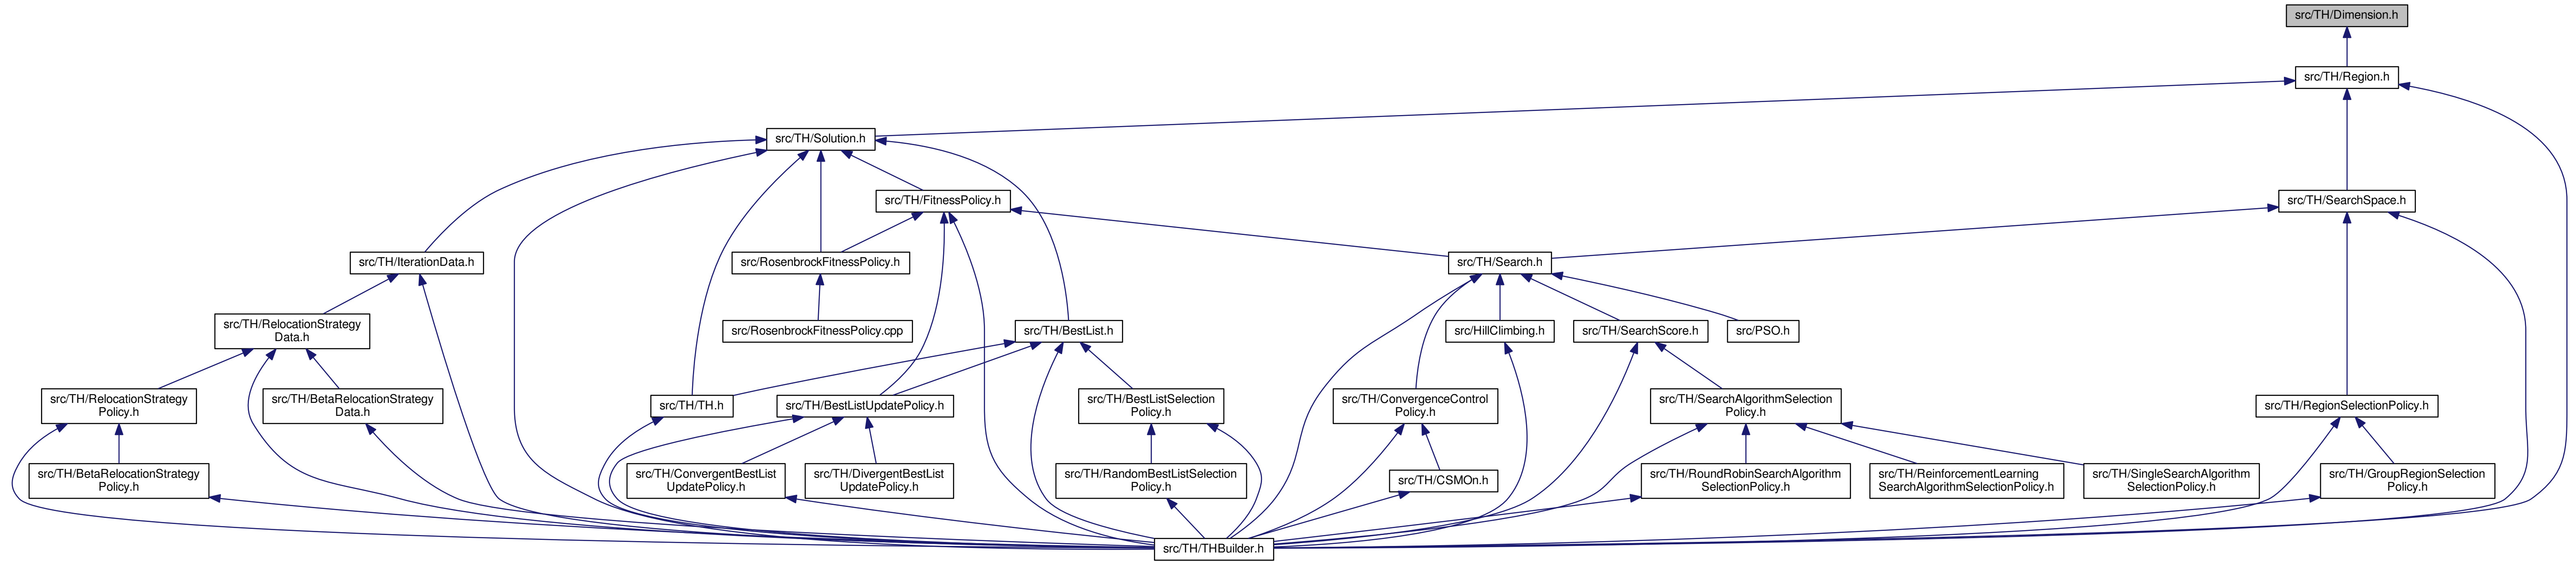 src/TH/Dimension.h
src/TH/Region.h
src/TH/Solution.h
src/TH/FitnessPolicy.h
src/TH/SearchSpace.h
src/TH/IterationData.h
src/RosenbrockFitnessPolicy.h
src/TH/Search.h
src/TH/RelocationStrategy
Data.h
src/RosenbrockFitnessPolicy.cpp
src/TH/BestList.h
src/HillClimbing.h
src/TH/SearchScore.h
src/PSO.h
src/TH/RelocationStrategy
Policy.h
src/TH/BetaRelocationStrategy
Data.h
src/TH/TH.h
src/TH/BestListUpdatePolicy.h
src/TH/BestListSelection
Policy.h
src/TH/ConvergenceControl
Policy.h
src/TH/SearchAlgorithmSelection
Policy.h
src/TH/RegionSelectionPolicy.h
src/TH/BetaRelocationStrategy
Policy.h
src/TH/ConvergentBestList
UpdatePolicy.h
src/TH/DivergentBestList
UpdatePolicy.h
src/TH/RandomBestListSelection
Policy.h
src/TH/CSMOn.h
src/TH/RoundRobinSearchAlgorithm
SelectionPolicy.h
src/TH/ReinforcementLearning
SearchAlgorithmSelectionPolicy.h
src/TH/SingleSearchAlgorithm
SelectionPolicy.h
src/TH/GroupRegionSelection
Policy.h
src/TH/THBuilder.h